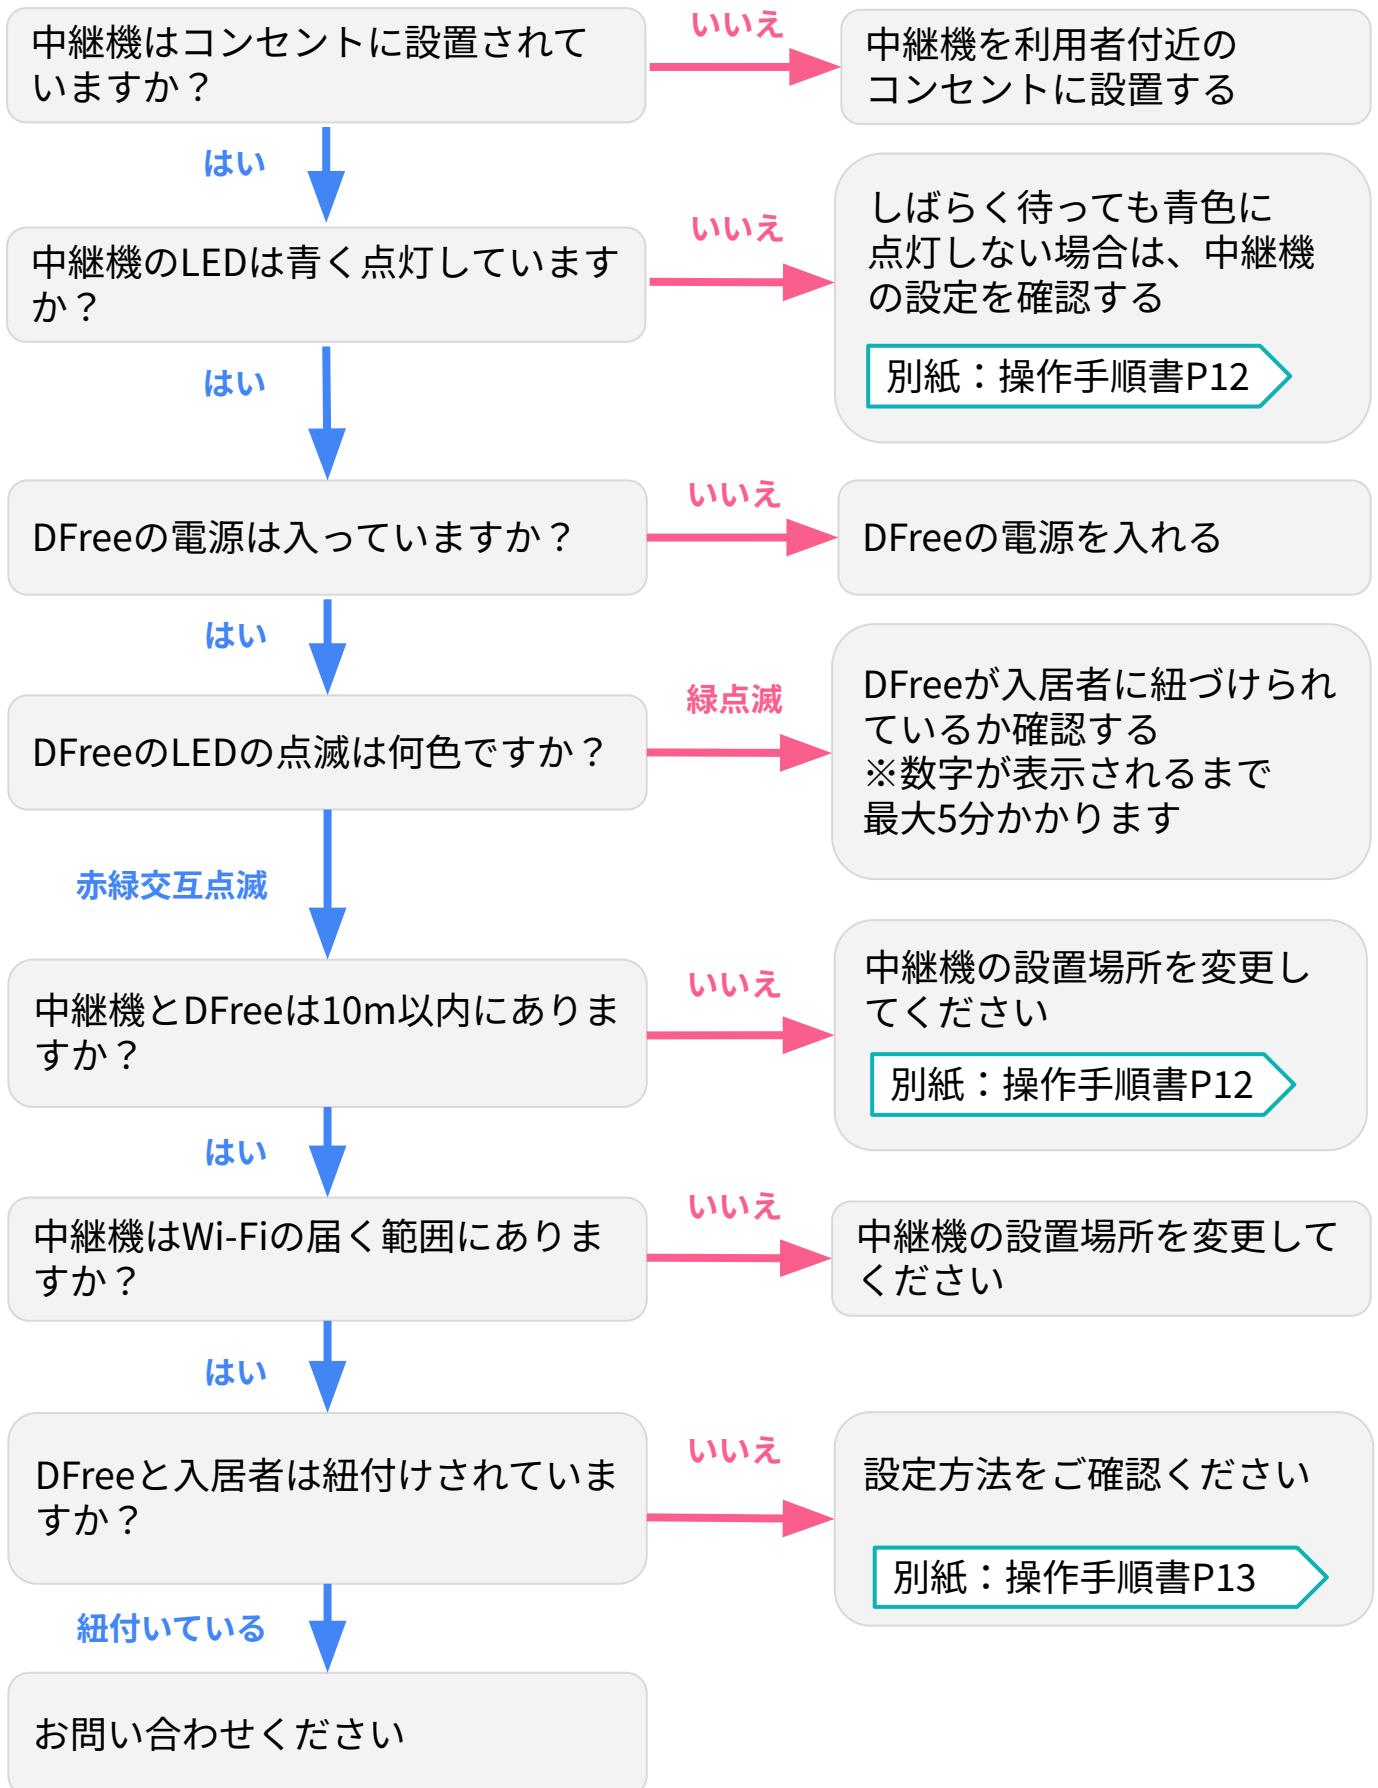 中継機はコンセントに設置されて
いますか？
いいえ
中継機を利用者付近の
コンセントに設置する
はい
中継機のLEDは青く点灯しています
か？
いいえ
しばらく待っても青色に
点灯しない場合は、中継機
の設定を確認する
別紙：操作手順書P12
はい
DFreeの電源は入っていますか？
いいえ
DFreeの電源を入れる
はい
DFreeのLEDの点滅は何色ですか？
緑点滅
DFreeが入居者に紐づけられ
ているか確認する
※数字が表示されるまで
最大5分かかります
赤緑交互点滅
中継機とDFreeは10m以内にありま
すか？
いいえ
中継機の設置場所を変更し
てください
別紙：操作手順書P12
はい
中継機はWi-Fiの届く範囲にありま
すか？
いいえ
中継機の設置場所を変更して
ください
はい
DFreeと入居者は紐付けされていま
すか？
いいえ
設定方法をご確認ください
別紙：操作手順書P13
紐付いている
お問い合わせください